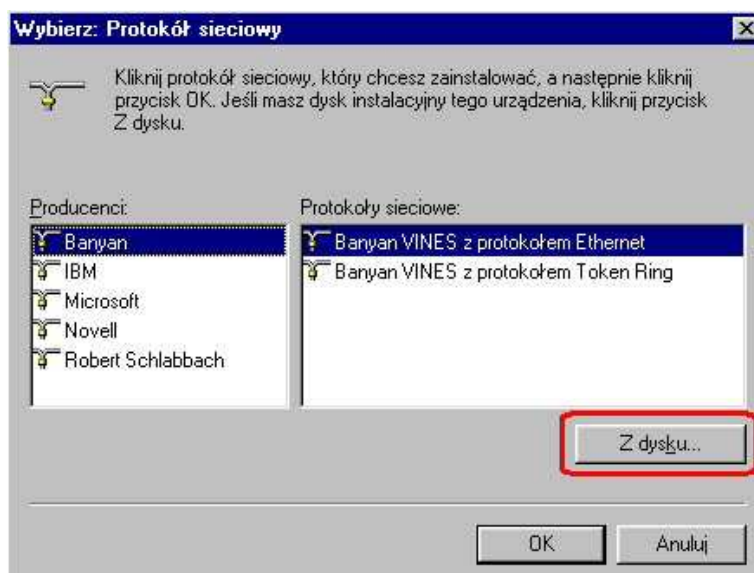 Wybierz: Protokół sieciowy
Kliknij protokół sieciowy, który chcesz zainstalować, a następnie kliknij
przycisk OK. Jeśli masz dysk instalacyjny tego urządzenia, kliknij przycisk
Z dysku.
Producenci:
Banyan
IBM
Microsoft
Novell
Robert Schlabbach
Protokoły sieciowe:
Banyan VINES z protokołem Ethernet
Banyan VINES z protokołem Token Ring
Z dysku...
OK
Anuluj